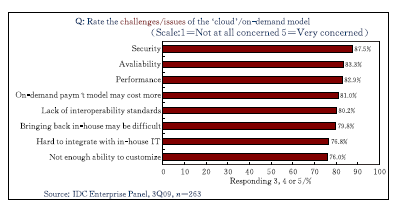 Q: Rate the challenges/issues of the 'cloud'/on-demand model
(Scale:1=Not at all concerned 5=Very concerned)
Security 87.5%
Avaliability 83.3%
Performance 82.9%
On-demand paym't model may cost more 81.0%
Lack of interoperability standards 80.2%
Bringing back in-house may be difficult 79.8%
Hard to integrate with in-house IT 76.8%
Not enough ability to customize 76.0%
0 10 20 30 40 50 60 70 80 90 100
Responding 3, 4 or 5/%
Source: IDC Enterprise Panel, 3Q09, n=263